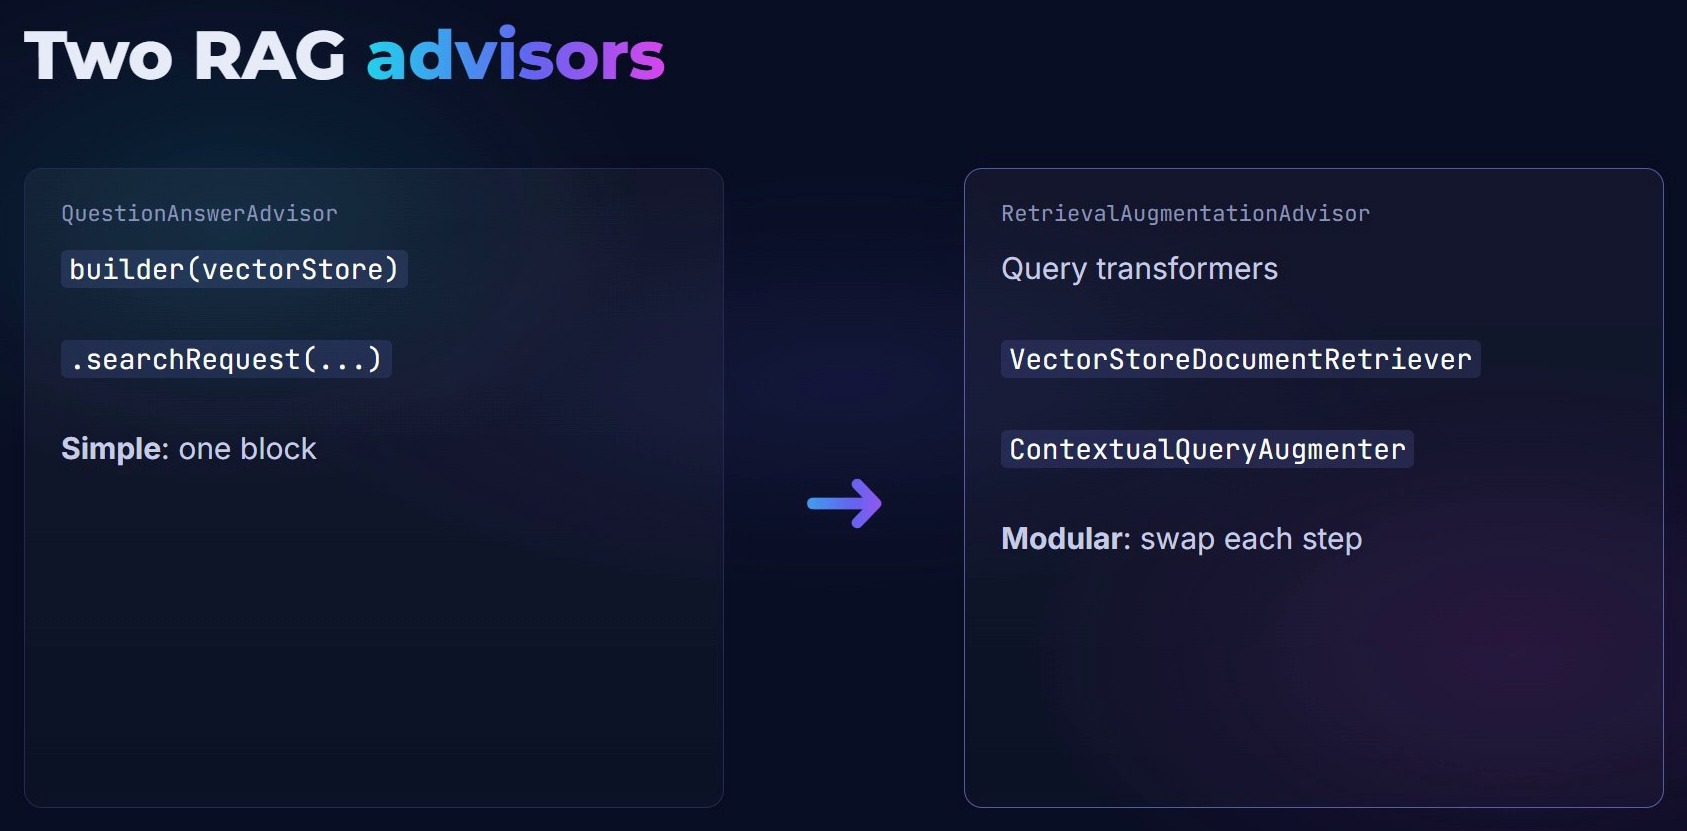 Two RAG advisors
QuestionAnswerAdvisor
builder(vectorStore)
.searchRequest(...)
Simple: one block
RetrievalAugmentationAdvisor
Query transformers
VectorStoreDocumentRetriever
ContextualQueryAugmenter
Modular: swap each step